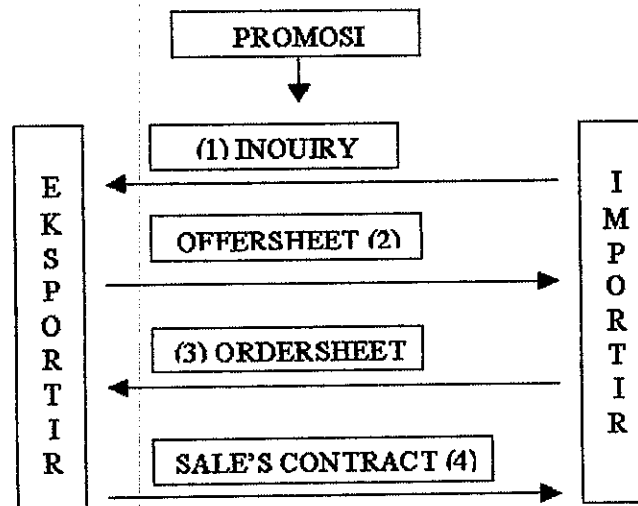 PROMOSI
(1) INOUIRY
EKSPORTIR
IMPORTIR
OFFERSHEET (2)
(3) ORDERSHEET
SALE'S CONTRACT (4)